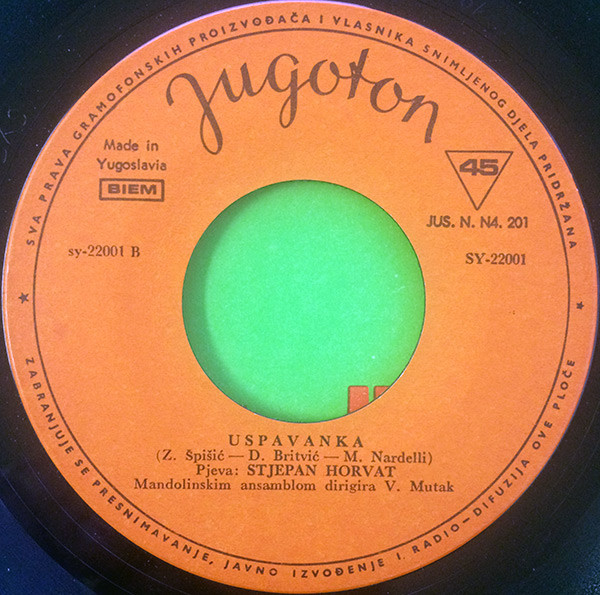 SVA PRAVA GRAMOFONSKIH PROIZVOĐAČA I VLASNIKA SNIMLJENOG DJELA PRIDRŽANA
Jugoton
Made in
Yugoslavia
BIEM
45
JUS. N. N4. 201
sy-22001 B
SY-22001
USPAVANKA
(Z. Špišić — D. Britvić — M. Nardelli)
Pjeva: STJEPAN HORVAT
Mandolinskim ansamblom dirigira V. Mutak
ZABRANJUJE SE PRESNIMAVANJE, JAVNO IZVOĐENJE I RADIO-DIFUZIJA OVE PLOČE